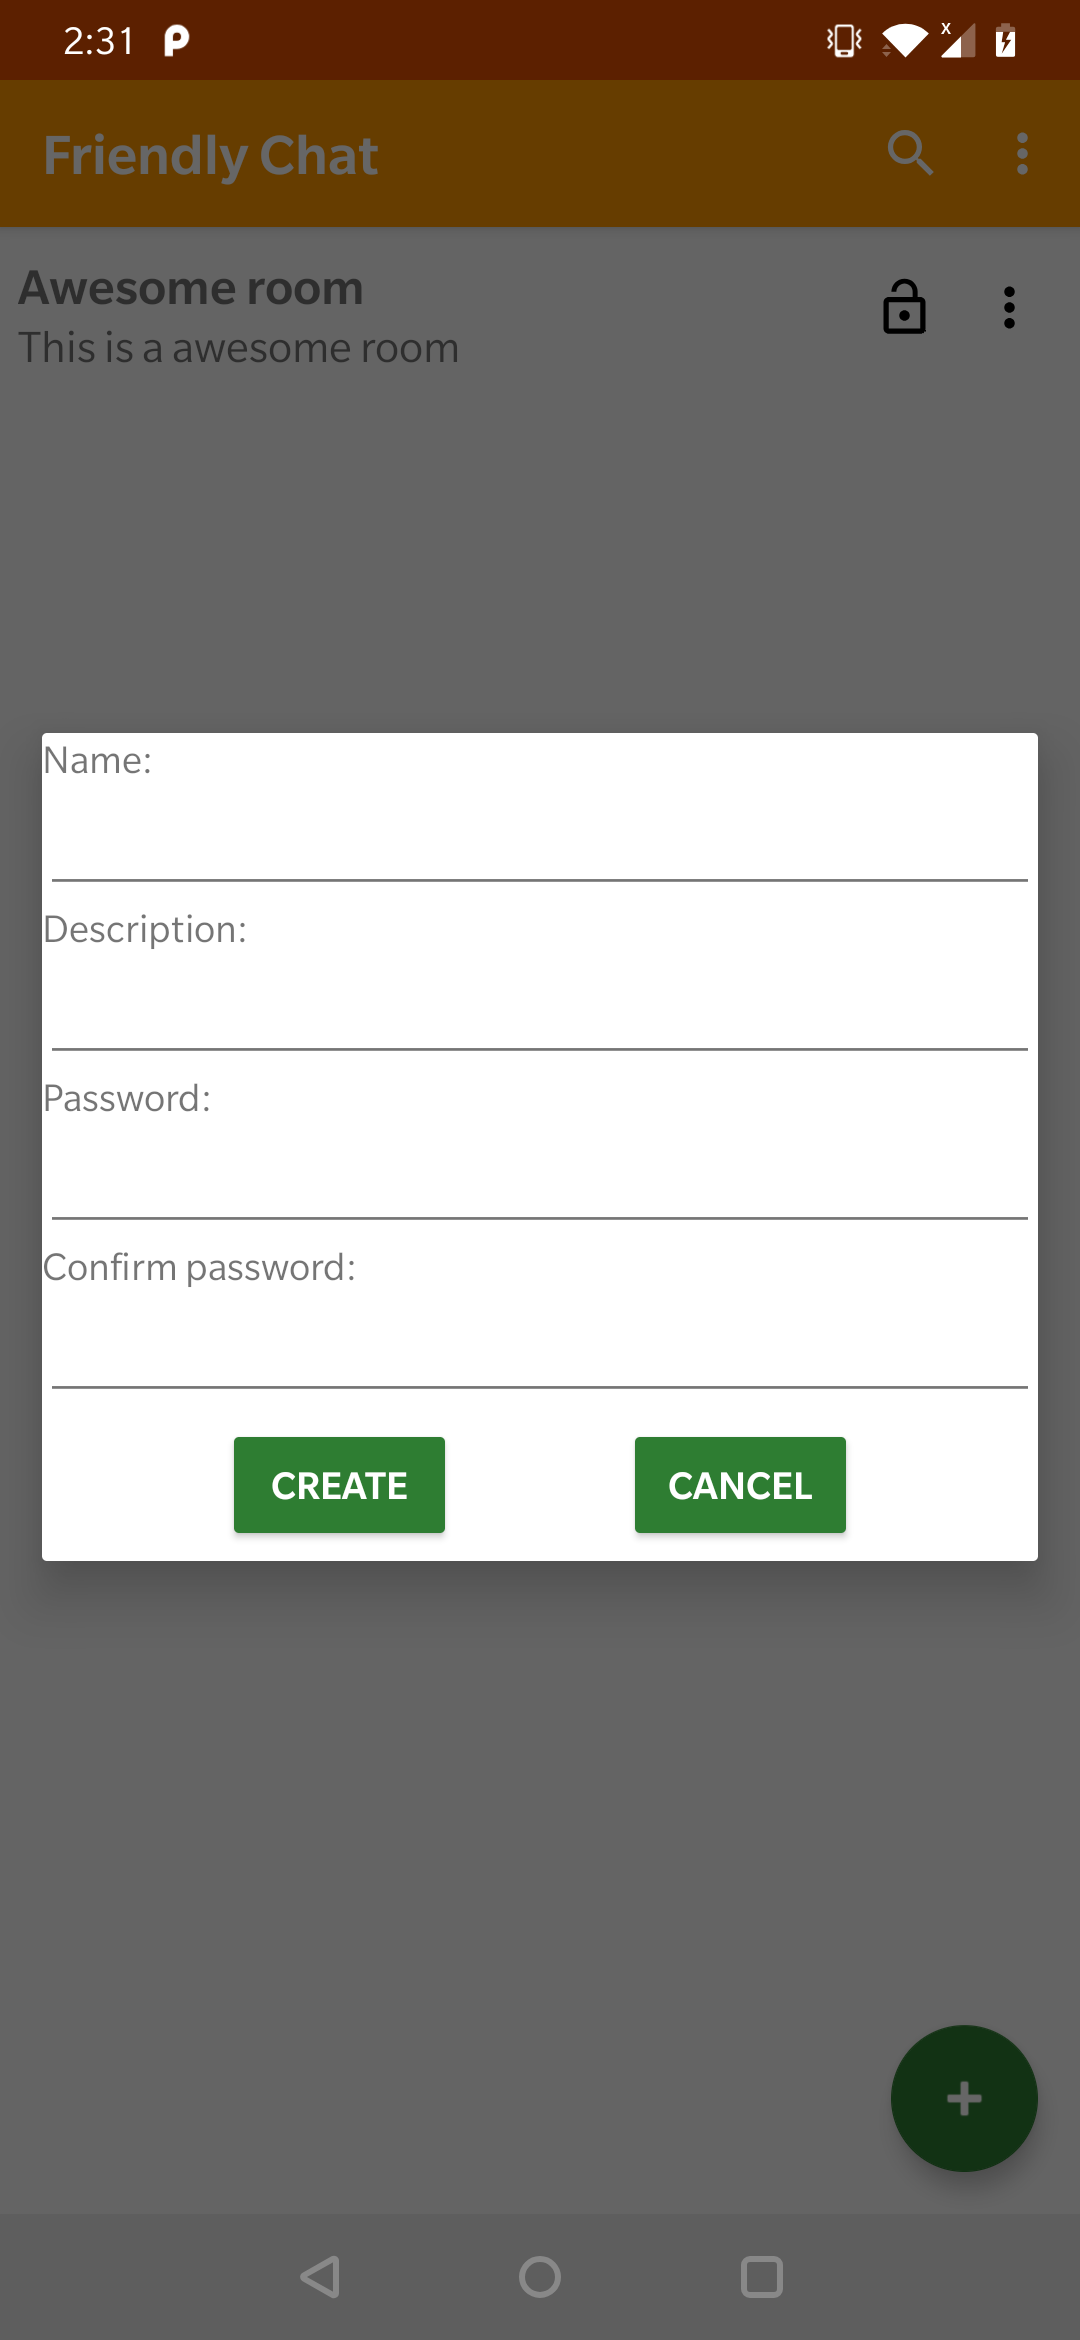 2:31
Friendly Chat
Awesome room
This is a awesome room
Name:
Description:
Password:
Confirm password:
CREATE
CANCEL